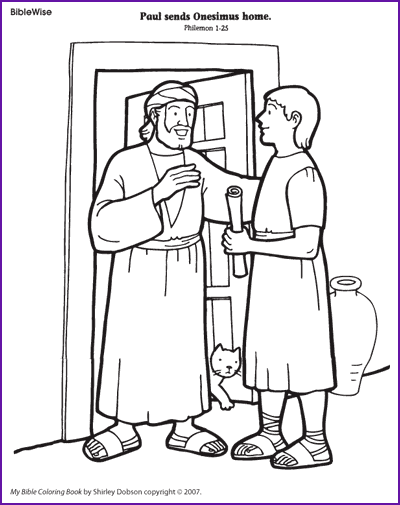 BibleWise
Paul sends Onesimus home.
Philemon 1-25
My Bible Coloring Book by Shirley Dobson copyright © 2007.